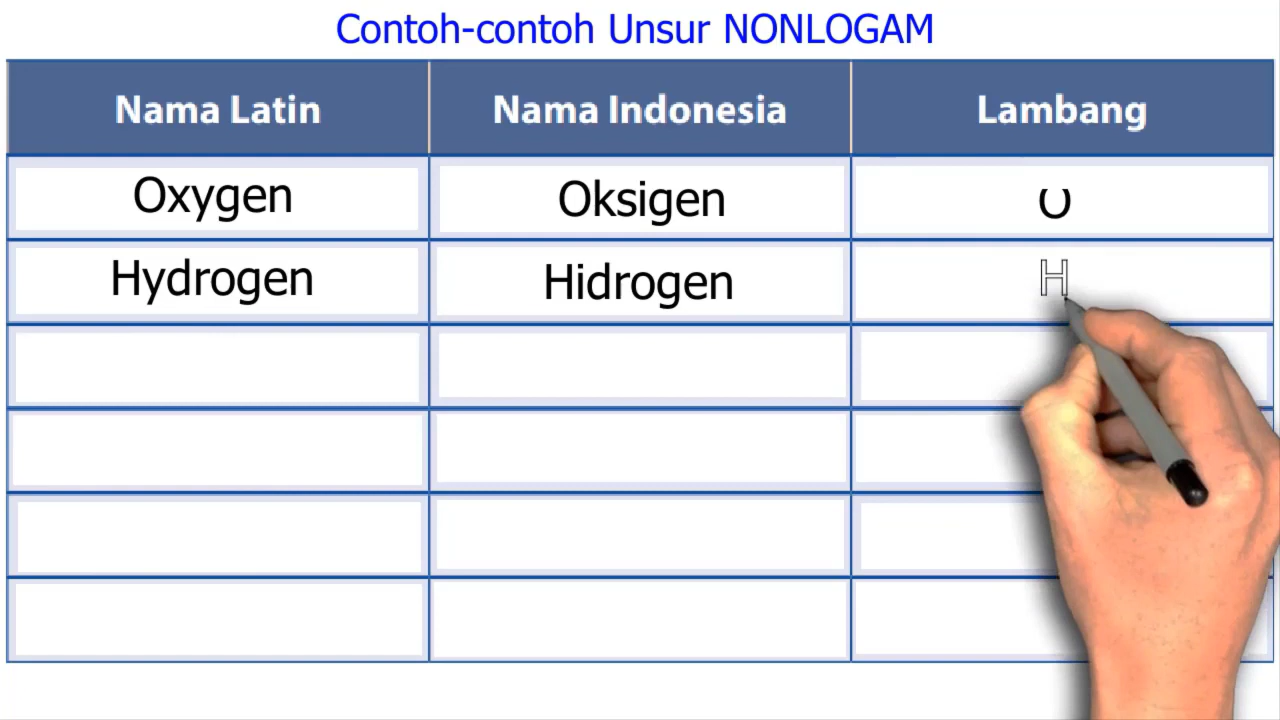 Contoh-contoh Unsur NONLOGAM
Nama Latin Nama Indonesia Lambang
Oxygen Oksigen O
Hydrogen Hidrogen H